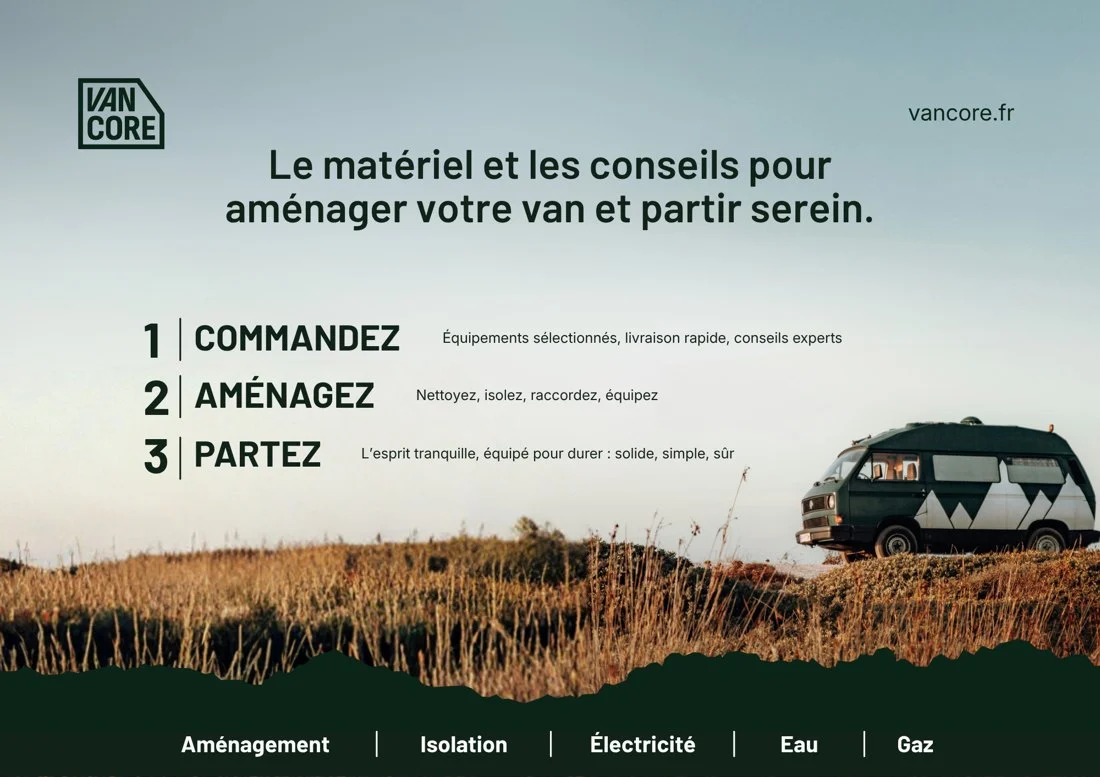 VAN
CORE
vancore.fr
Le matériel et les conseils pour
aménager votre van et partir serein.
1 COMMANDEZ Équipements sélectionnés, livraison rapide, conseils experts
2 AMÉNAGEZ Nettoyez, isolez, raccordez, équipez
3 PARTEZ L’esprit tranquille, équipé pour durer : solide, simple, sûr
Aménagement | Isolation | Électricité | Eau | Gaz